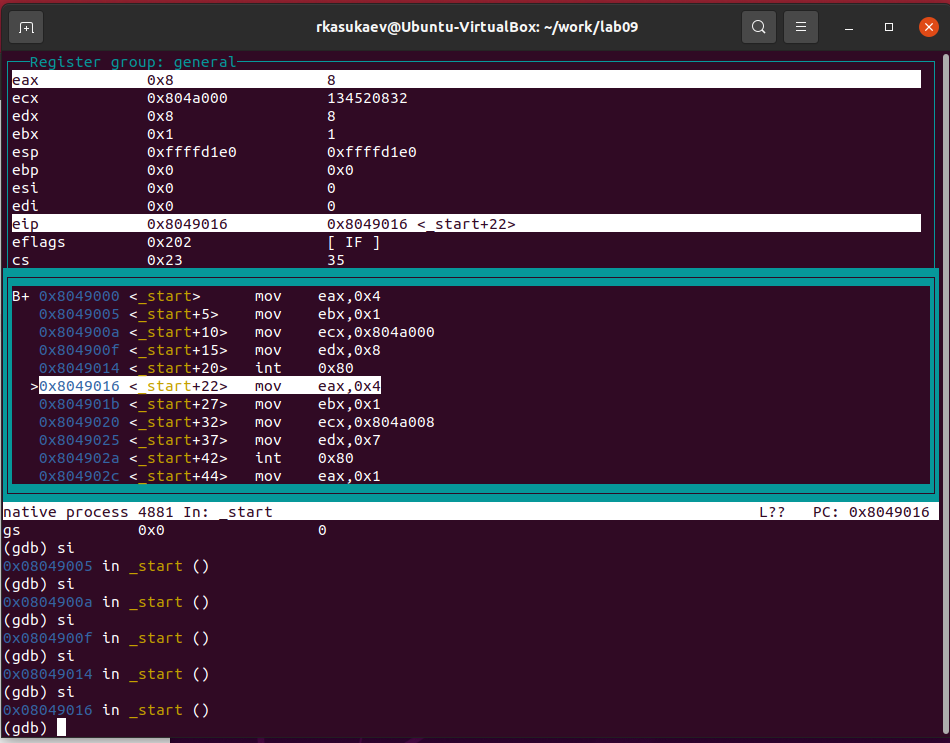 rkasukaev@Ubuntu-VirtualBox: ~/work/lab09
Register group: general
eax 0x8 8
ecx 0x804a000 134520832
edx 0x8 8
ebx 0x1 1
esp 0xffffd1e0 0xffffd1e0
ebp 0x0 0x0
esi 0x0 0
edi 0x0 0
eip 0x8049016 0x8049016 <_start+22>
eflags 0x202 [ IF ]
cs 0x23 35
B+ 0x8049000 <_start> mov eax,0x4
0x8049005 <_start+5> mov ebx,0x1
0x804900a <_start+10> mov ecx,0x804a000
0x804900f <_start+15> mov edx,0x8
0x8049014 <_start+20> int 0x80
>0x8049016 <_start+22> mov eax,0x4
0x804901b <_start+27> mov ebx,0x1
0x8049020 <_start+32> mov ecx,0x804a008
0x8049025 <_start+37> mov edx,0x7
0x804902a <_start+42> int 0x80
0x804902c <_start+44> mov eax,0x1
native process 4881 In: _start L?? PC: 0x8049016
gs 0x0 0
(gdb) si
0x08049005 in _start ()
(gdb) si
0x0804900a in _start ()
(gdb) si
0x0804900f in _start ()
(gdb) si
0x08049014 in _start ()
(gdb) si
0x08049016 in _start ()
(gdb)